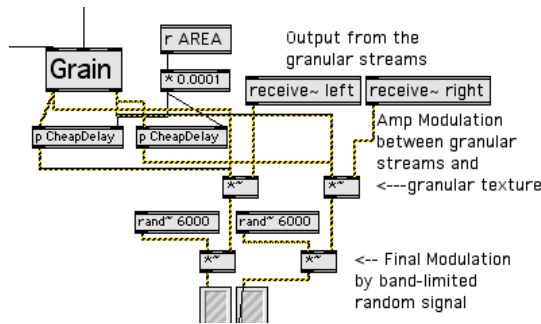 r AREA
Output from the
granular streams
Grain
* 0.0001
receive~ left
receive~ right
Amp Modulation
between granular
streams and
<---granular texture
p CheapDelay
p CheapDelay
*~
*~
rand~ 6000
rand~ 6000
*~
*~
<-- Final Modulation
by band-limited
random signal